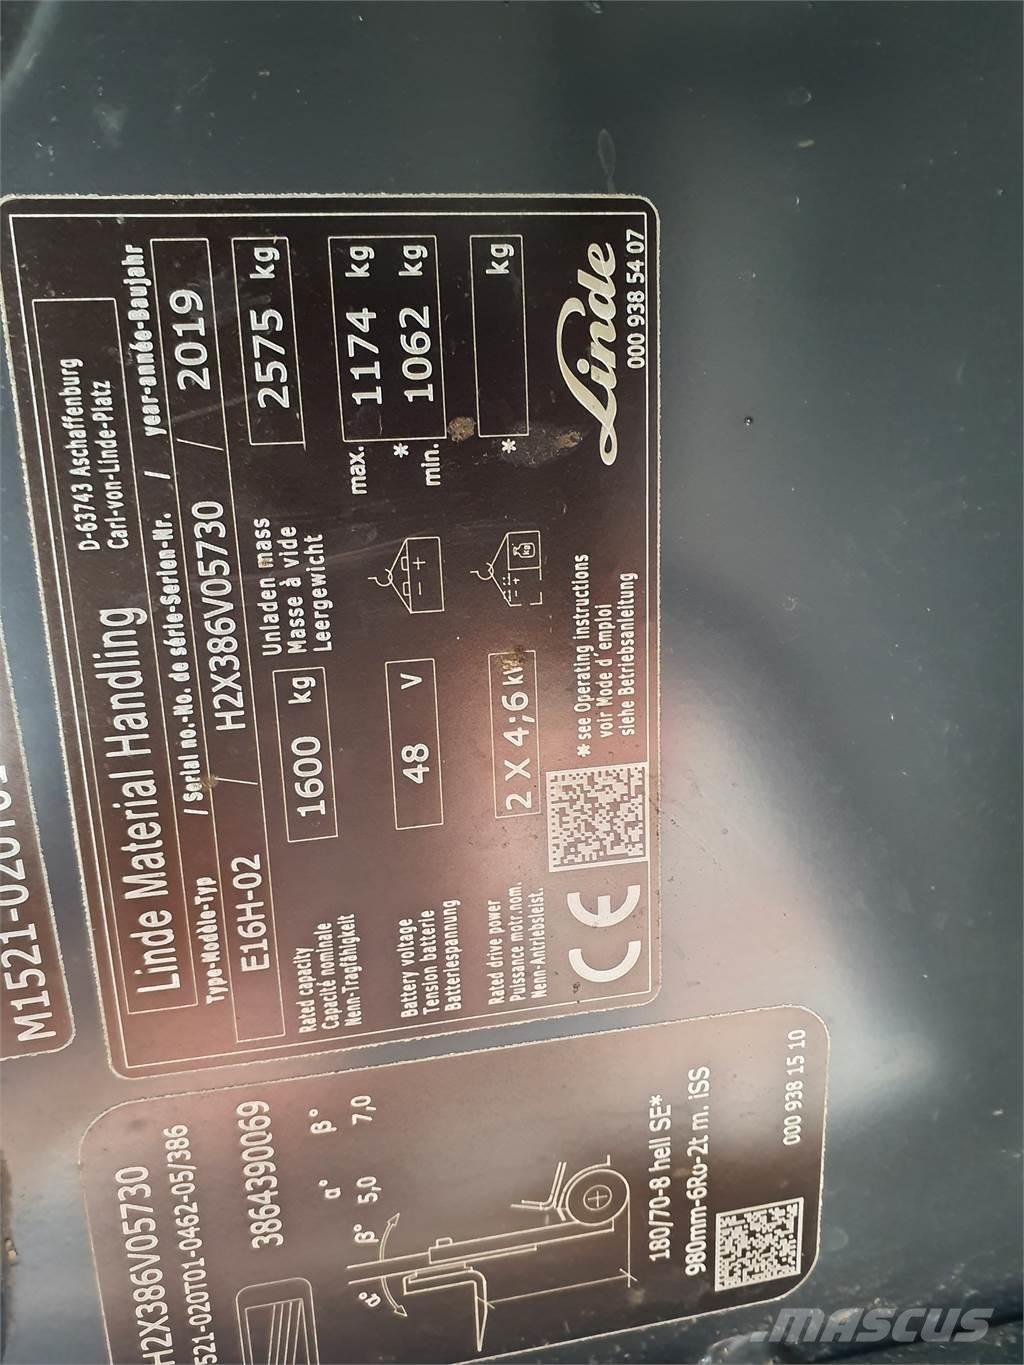 M1521-020T01
Linde Material Handling
D-63743 Aschaffenburg
Carl-von-Linde-Platz
Type-Modèle-Typ / Serial no.-No. de série-Serien-Nr. / year-année-Baujahr
E16H-02 / H2X386V05730 / 2019
Rated capacity
Capacité nominale
Nenn-Tragfähigkeit
1600 kg
Unladen mass
Masse à vide
Leergewicht
2575 kg
Battery voltage
Tension batterie
Batteriespannung
48 V
max. 1174 kg
*
min. 1062 kg
Rated drive power
Puissance motr.nom.
Nenn-Antriebsleist.
2 X 4;6 kW
* kg
CE
* see Operating instructions
voir Mode d emploi
siehe Betriebsanleitung
Linde
000 938 54 07
H2X386V05730
521-020T01-0462-05/386
3864390069
β° α° β°
5,0 7,0
α°
180/70-8 hell SE*
980mm-6Ro-2t m. iSS
000 938 15 10
MASCUS